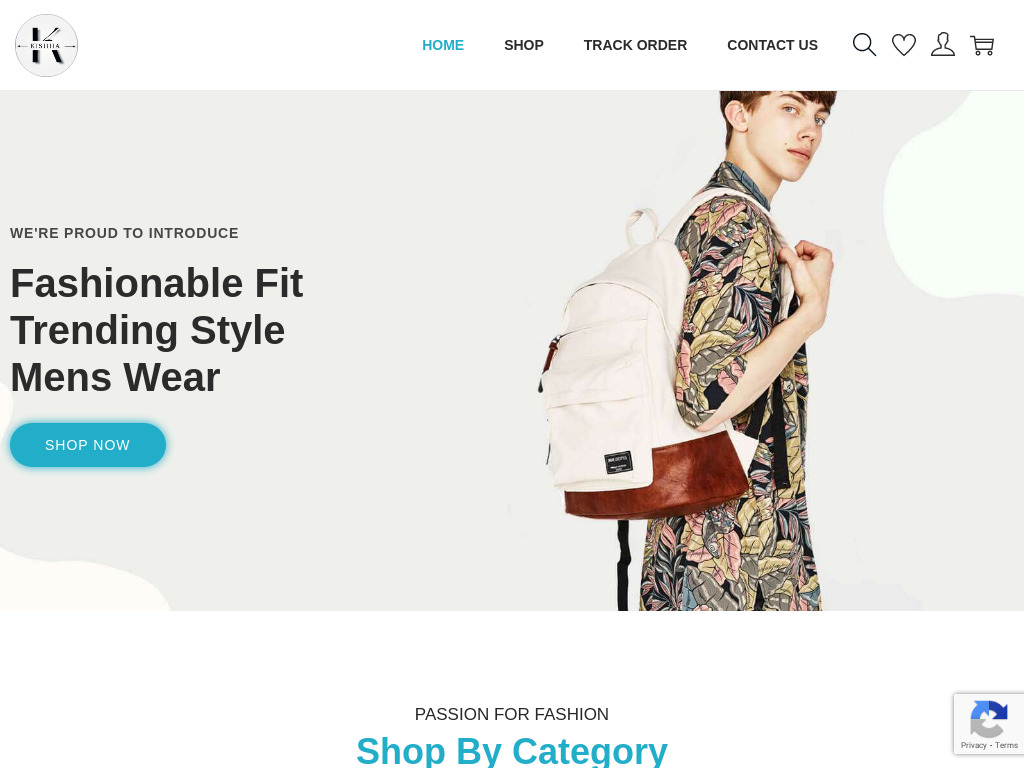 KISHHA
HOME
SHOP
TRACK ORDER
CONTACT US
WE'RE PROUD TO INTRODUCE
Fashionable Fit
Trending Style
Mens Wear
SHOP NOW
PASSION FOR FASHION
Shop By Category
Privacy - Terms